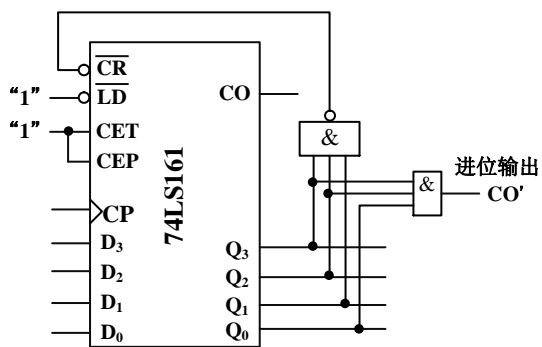 CR
"1" LD CO
"1" CET
CEP
&
进位输出
&
CO'
74LS161
CP
D₃ Q₃
D₂ Q₂
D₁ Q₁
D₀ Q₀